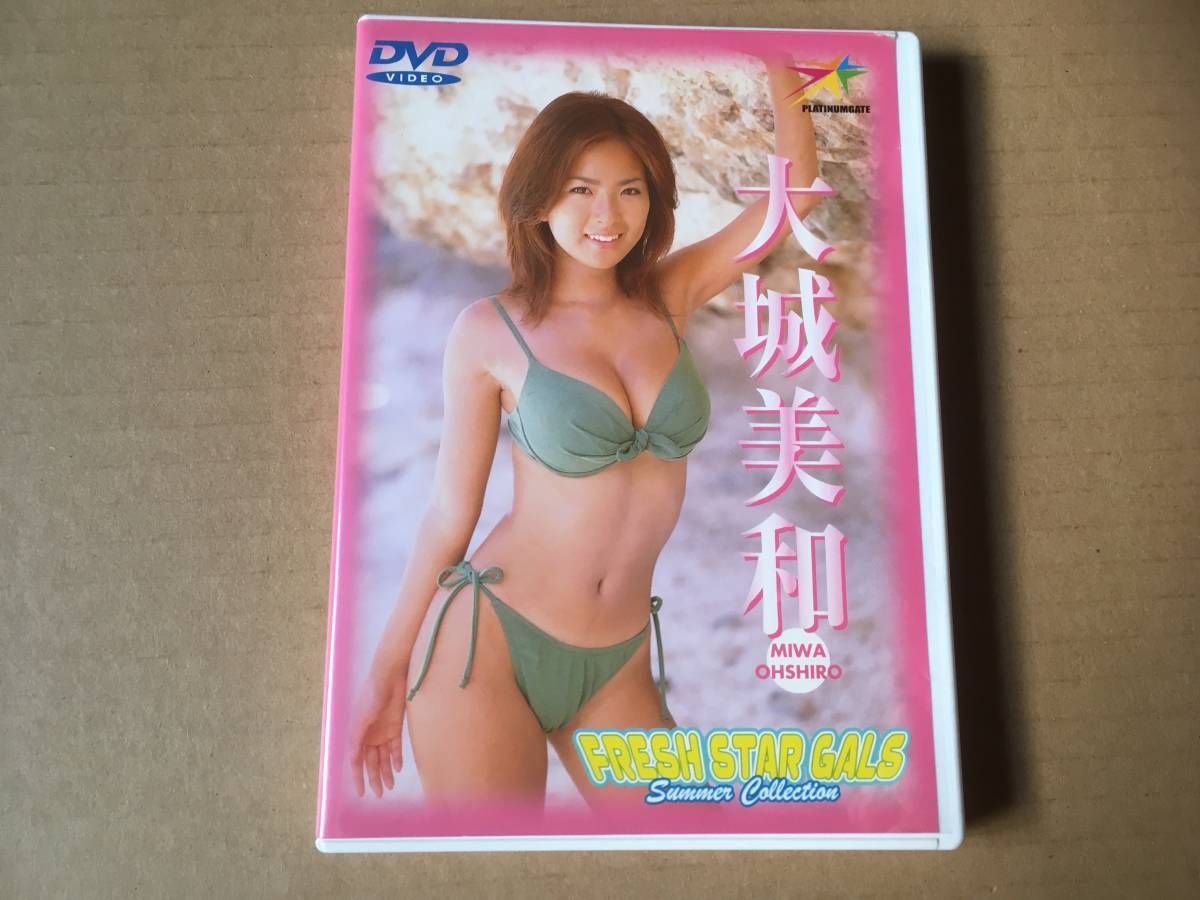 DVD
VIDEO
PLATINUMGATE
大城美和
MIWA
OHSHIRO
FRESH STAR GALS
Summer Collection